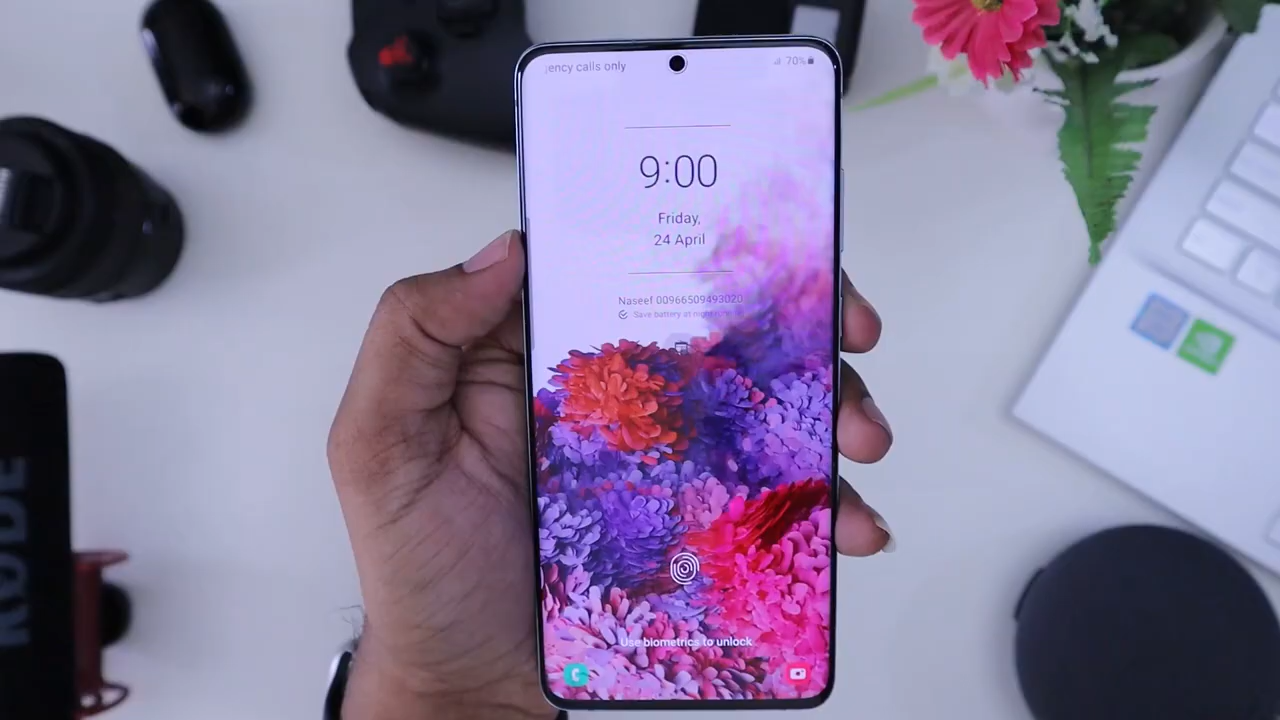 ency calls only
70%
9:00
Friday,
24 April
Naseef 00966509493020
Save battery at night
Use biometrics to unlock
RODE